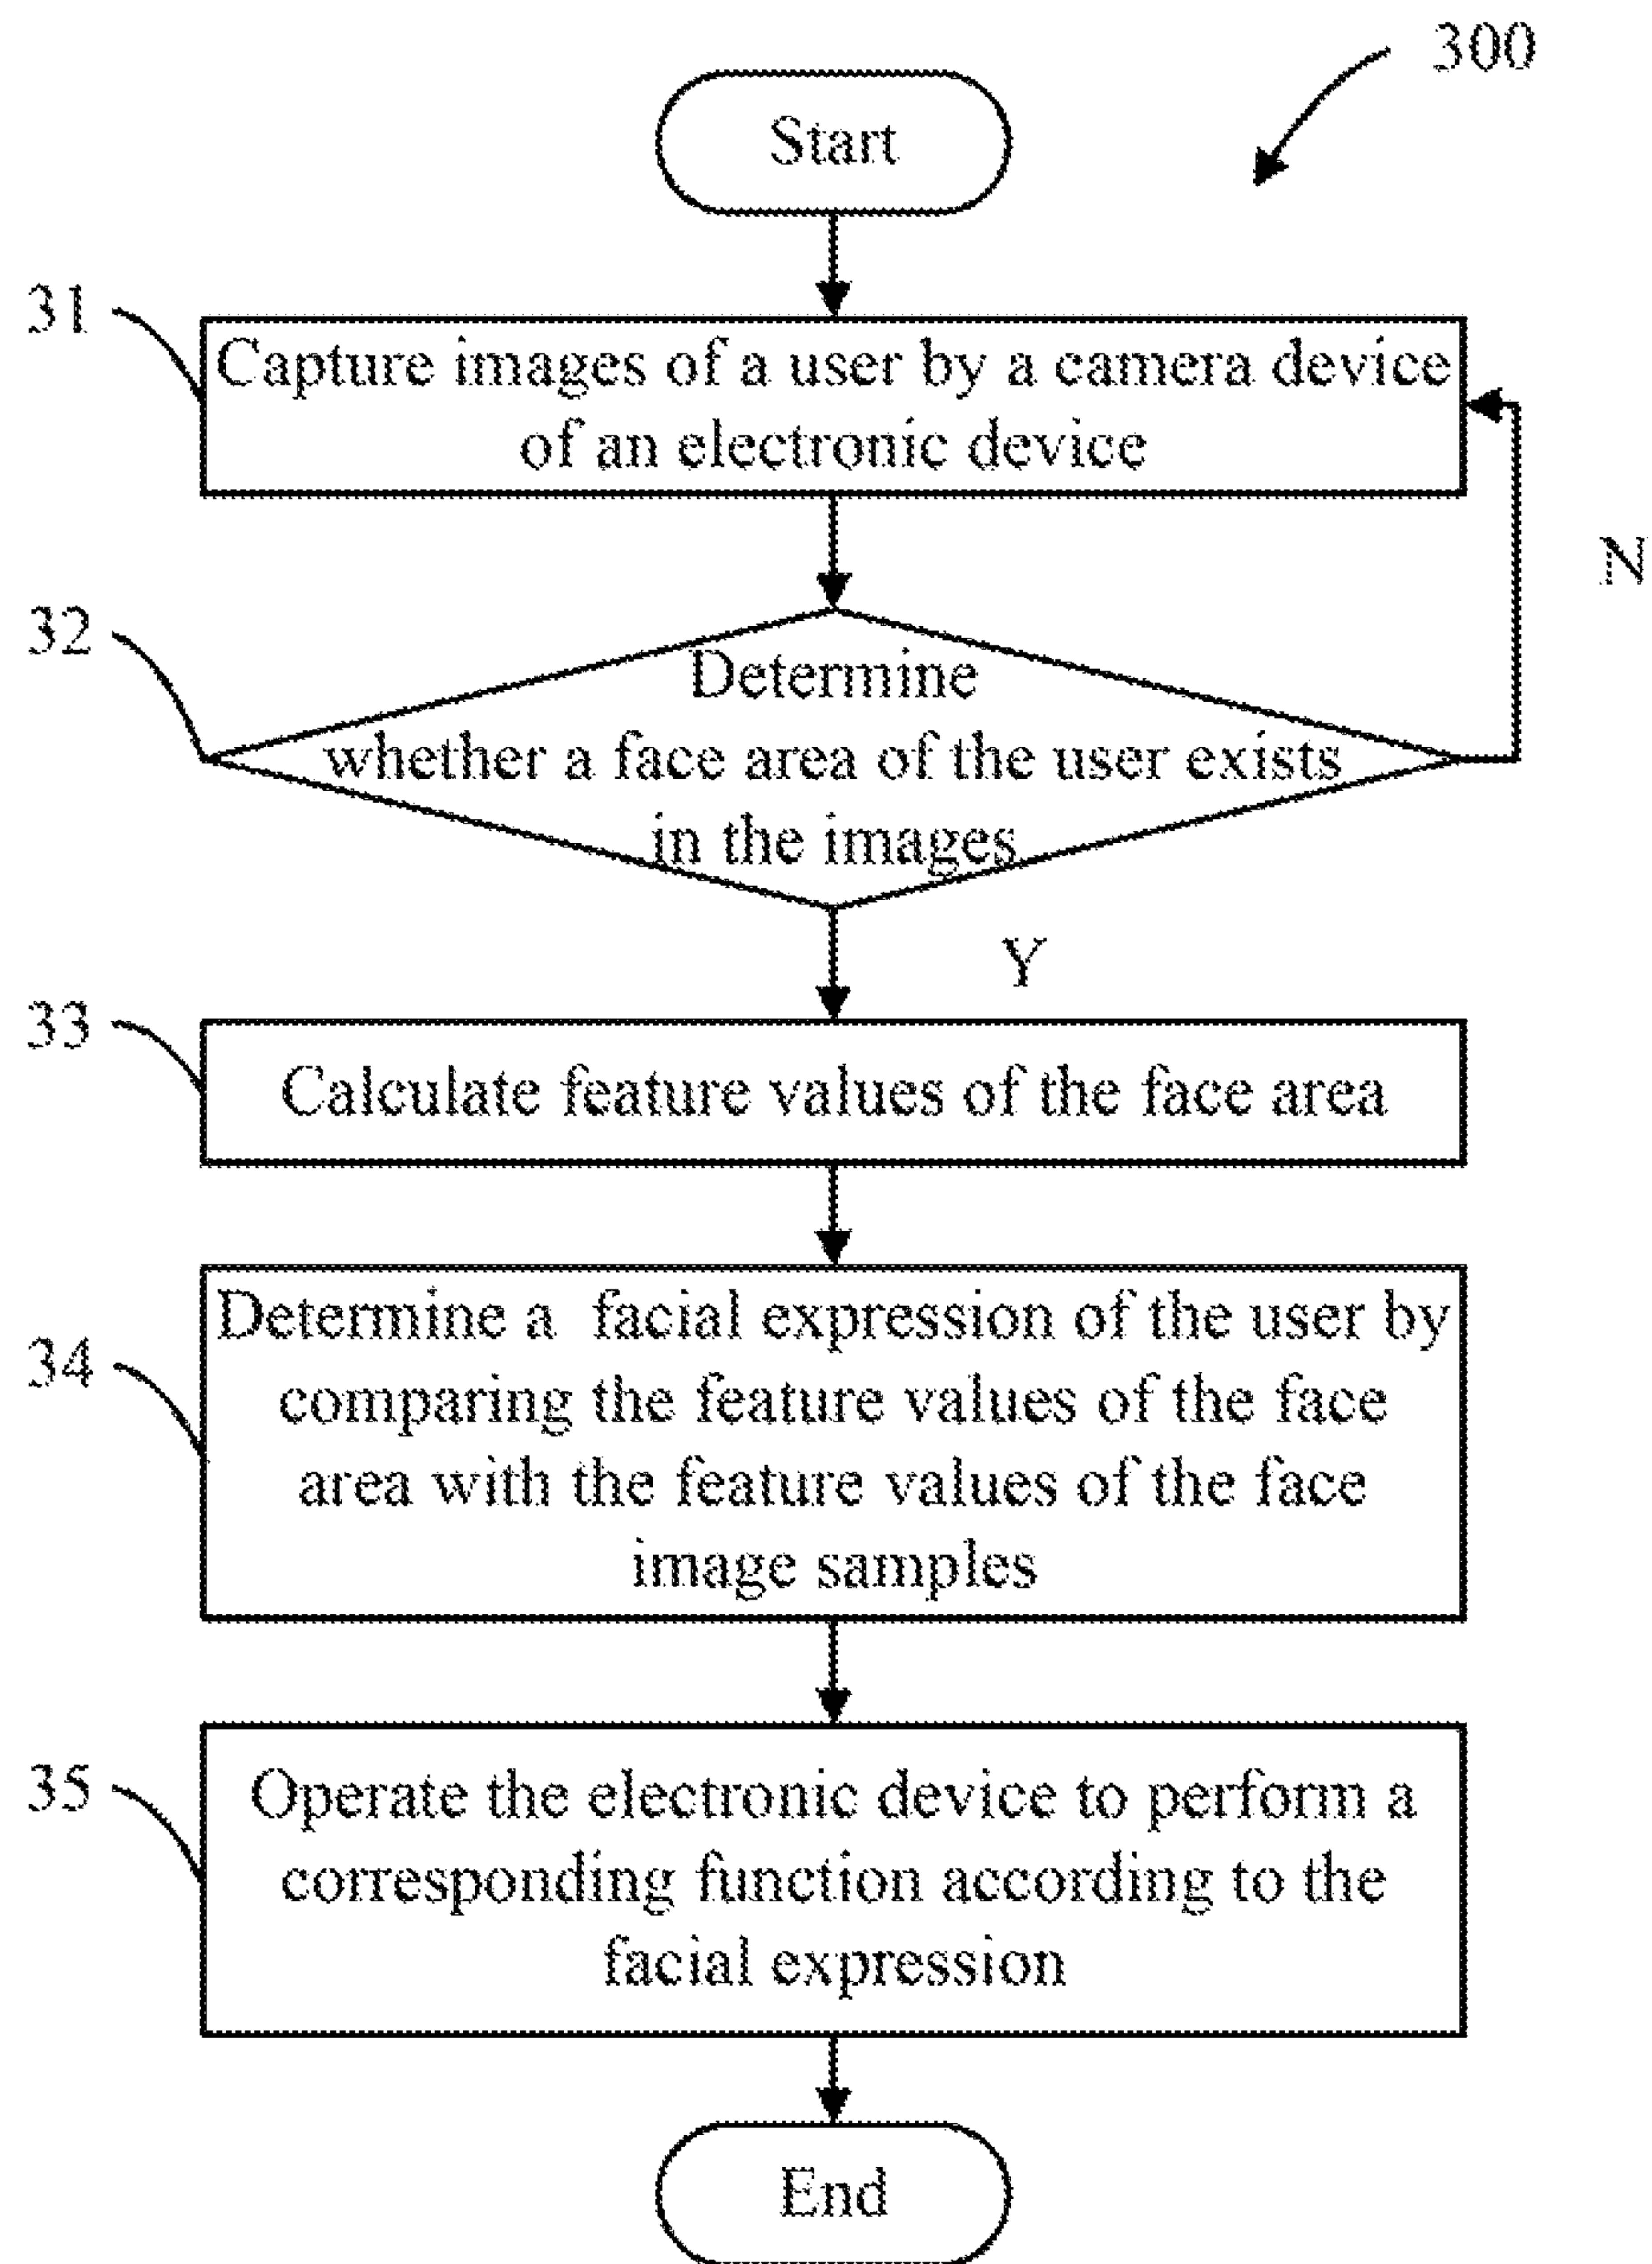 300
Start
31
Capture images of a user by a camera device
of an electronic device
N
32
Determine
whether a face area of the user exists
in the images
Y
33
Calculate feature values of the face area
34
Determine a facial expression of the user by
comparing the feature values of the face
area with the feature values of the face
image samples
35
Operate the electronic device to perform a
corresponding function according to the
facial expression
End